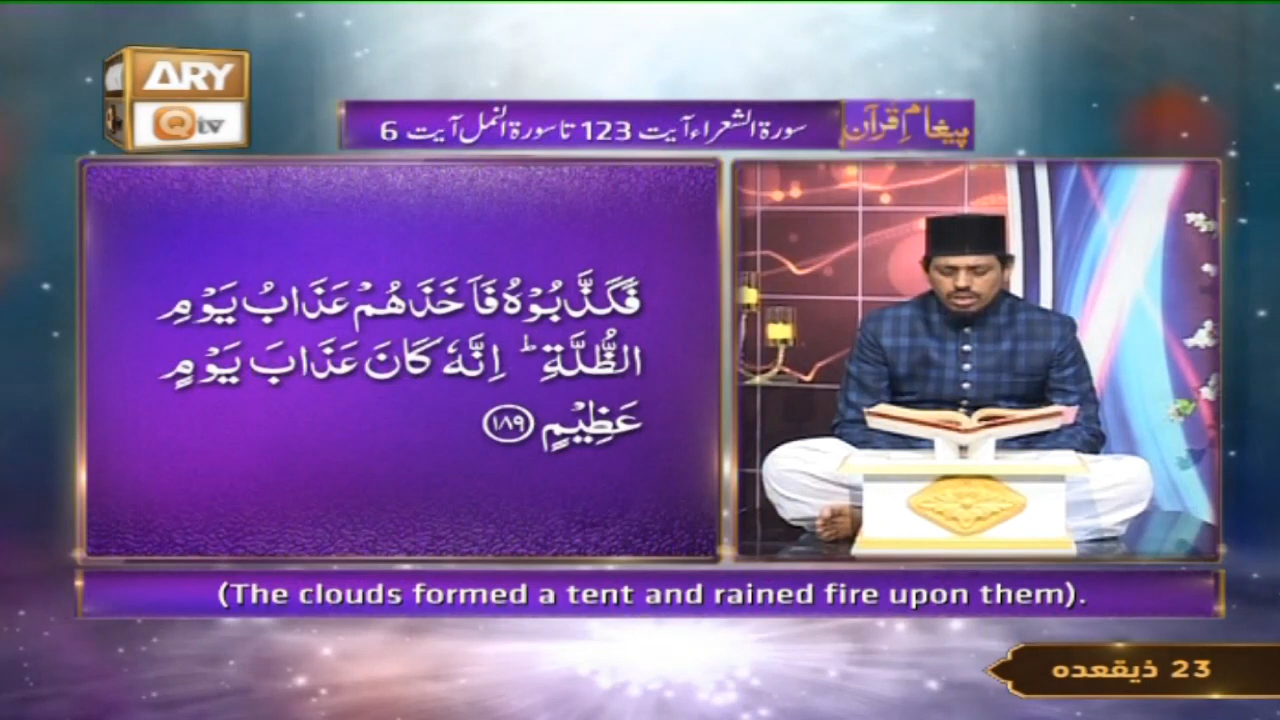 ARY
Qtv
پیغامِ قرآن
سورۃ الشعراء آیت 123 تا سورۃ النمل آیت 6
فَكَذَّبُوۡهُ فَاَخَذَهُمۡ عَذَابُ يَوۡمِ
الظُّلَّةِ‌ ؕ اِنَّهٗ كَانَ عَذَابَ يَوۡمٍ
عَظِيۡمٍ ﴿۱۸۹﴾
(The clouds formed a tent and rained fire upon them).
23 ذیقعدہ